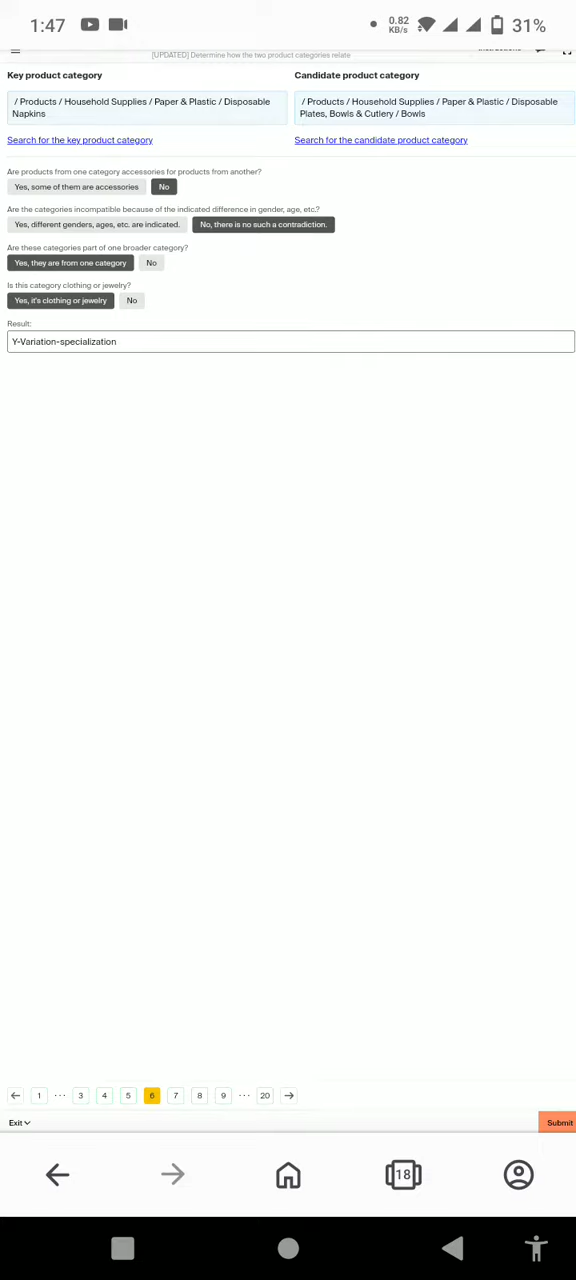 1:47
0.82
KB/s
31%
[UPDATED] Determine how the two product categories relate
Key product category
Candidate product category
/ Products / Household Supplies / Paper & Plastic / Disposable
Napkins
/ Products / Household Supplies / Paper & Plastic / Disposable
Plates, Bowls & Cutlery / Bowls
Search for the key product category
Search for the candidate product category
Are products from one category accessories for products from another?
Yes, some of them are accessories
No
Are the categories incompatible because of the indicated difference in gender, age, etc.?
Yes, different genders, ages, etc. are indicated.
No, there is no such a contradiction.
Are these categories part of one broader category?
Yes, they are from one category
No
Is this category clothing or jewelry?
Yes, it's clothing or jewelry
No
Result:
Y-Variation-specialization
1 ··· 3 4 5 6 7 8 9 ··· 20
Exit
Submit
18